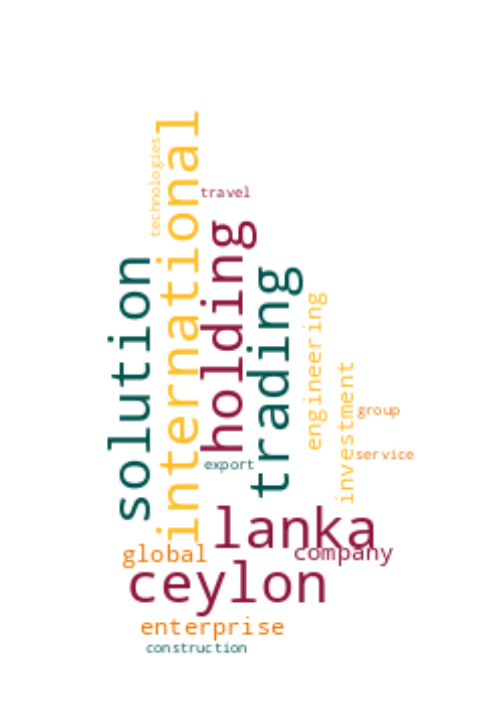 technologies
international
travel
solution
holding
trading
engineering
investment
group
service
export
lanka
global
company
ceylon
enterprise
construction